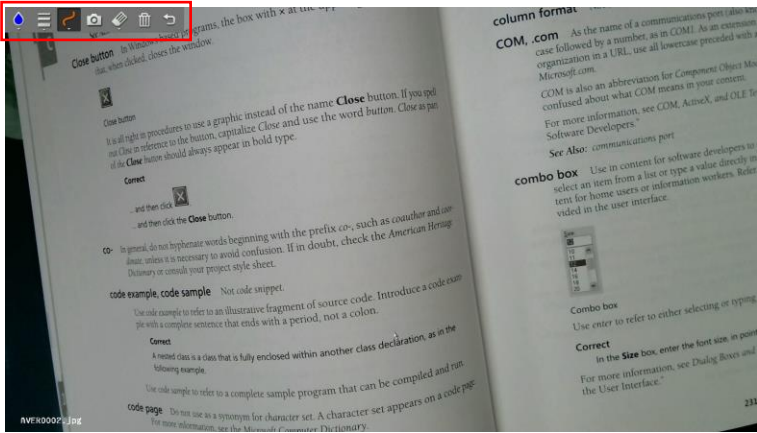 Close button In Windows-based programs, the box with × at the
that, when clicked, closes the window.
Close button
It is all right in procedures to use a graphic instead of the name Close button. If you spell
out Close in reference to the button, capitalize Close and use the word button. Close as part
of the Close button should always appear in bold type.
Correct
... and then click
... and then click the Close button.
co- In general, do not hyphenate words beginning with the prefix co-, such as coauthor and
unless it is necessary to avoid confusion. If in doubt, check the American Heritage
Dictionary or consult your project style sheet.
code example, code sample Not code snippet.
Use code example to refer to an illustrative fragment of source code. Introduce a code
ple with a complete sentence that ends with a period, not a colon.
Correct
A nested class is a class that is fully enclosed within another class declaration, as in the
following example.
Use code sample to refer to a complete sample program that can be compiled and run.
code page Do not use as a synonym for character set. A character set appears on a code page.
For more information, see the Microsoft Computer Dictionary.
AVER0002.jpg
column format
COM, .com As the name of a communications port (also
case followed by a number, as in COM1. As an extension
organization in a URL, use all lowercase preceded with
Microsoft.com.
COM is also an abbreviation for Component Object
confused about what COM means in your content.
For more information, see COM, ActiveX, and OLE
Software Developers."
See Also: communications port
combo box Use in content for software developers to
select an item from a list or type a value directly in
tent for home users or information workers.
vided in the user interface.
Combo box
Use enter to refer to either selecting or typing
Correct
In the Size box, enter the font size, in
For more information, see Dialog Boxes and
the User Interface."
231